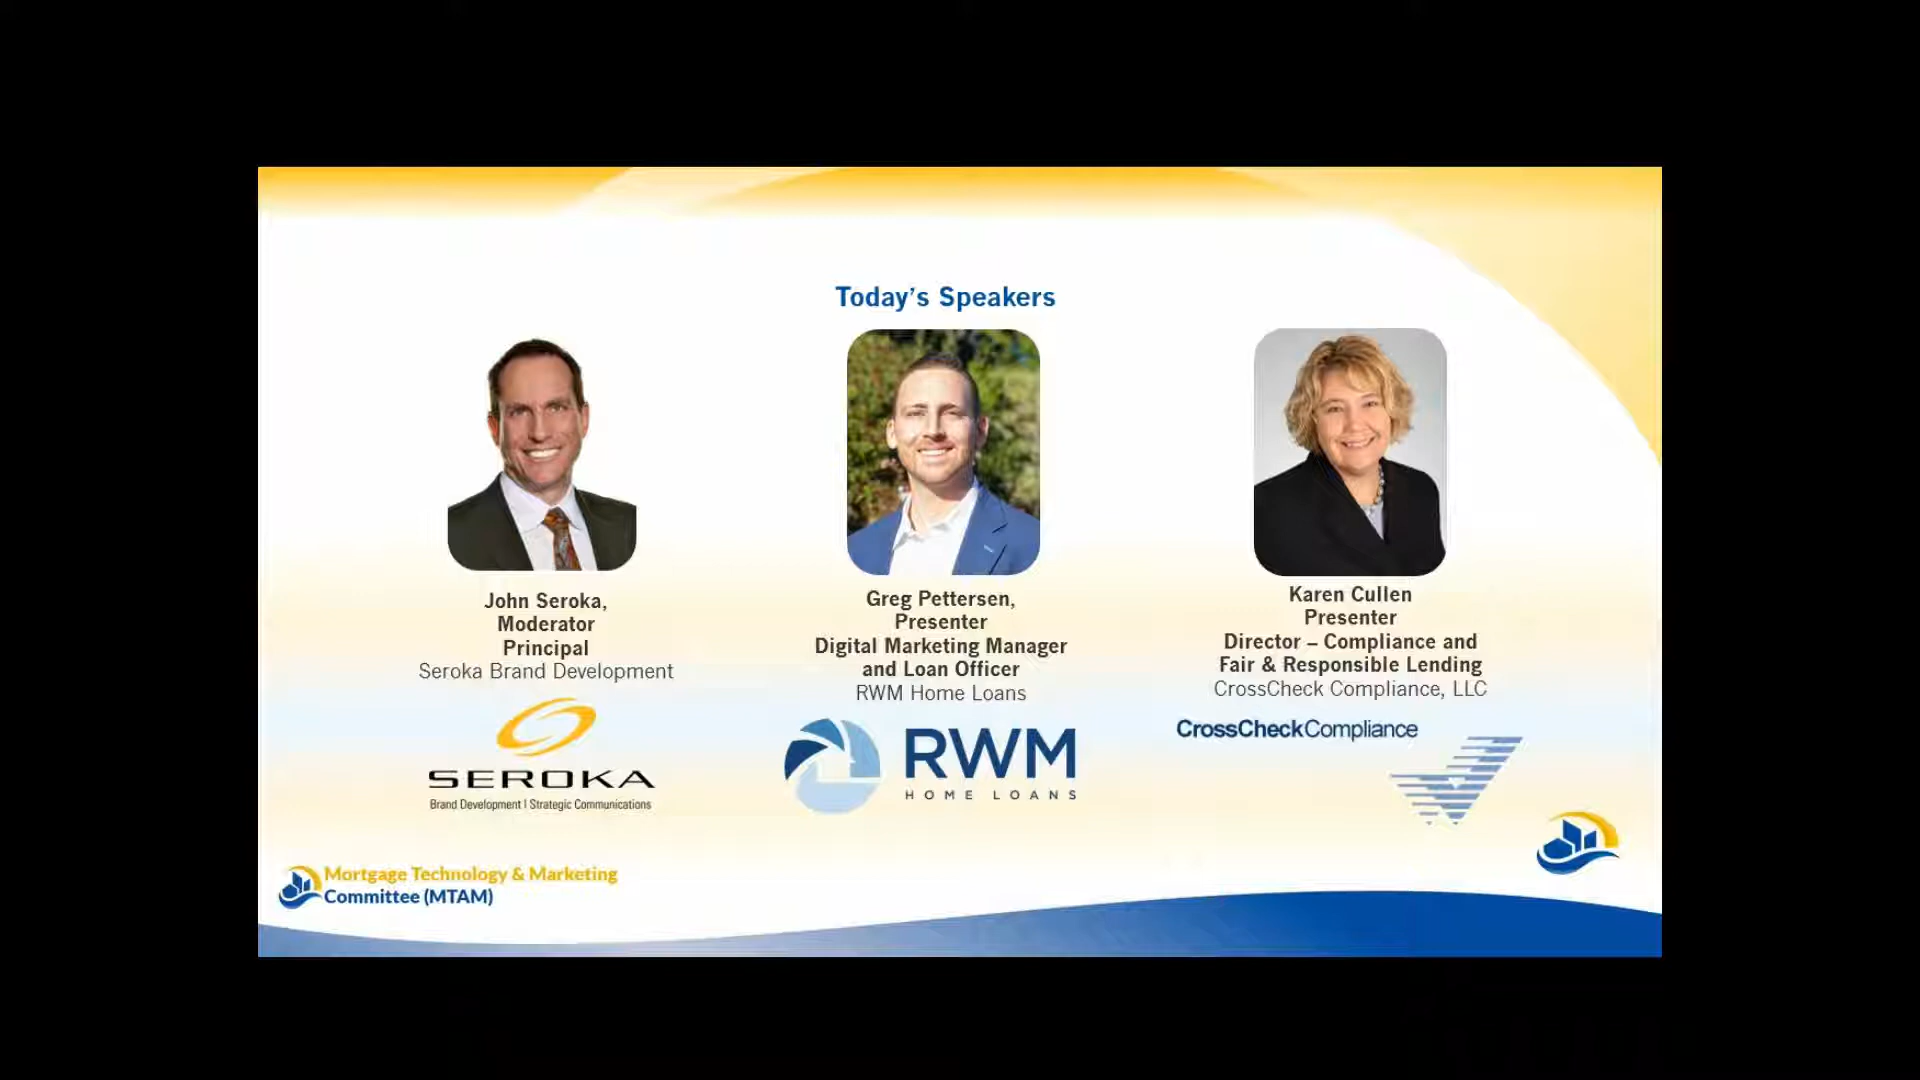 Today's Speakers
John Seroka,
Moderator
Principal
Seroka Brand Development
SEROKA
Brand Development | Strategic Communications
Greg Pettersen,
Presenter
Digital Marketing Manager
and Loan Officer
RWM Home Loans
RWM
HOME LOANS
Karen Cullen
Presenter
Director – Compliance and
Fair & Responsible Lending
CrossCheck Compliance, LLC
CrossCheckCompliance
Mortgage Technology & Marketing
Committee (MTAM)